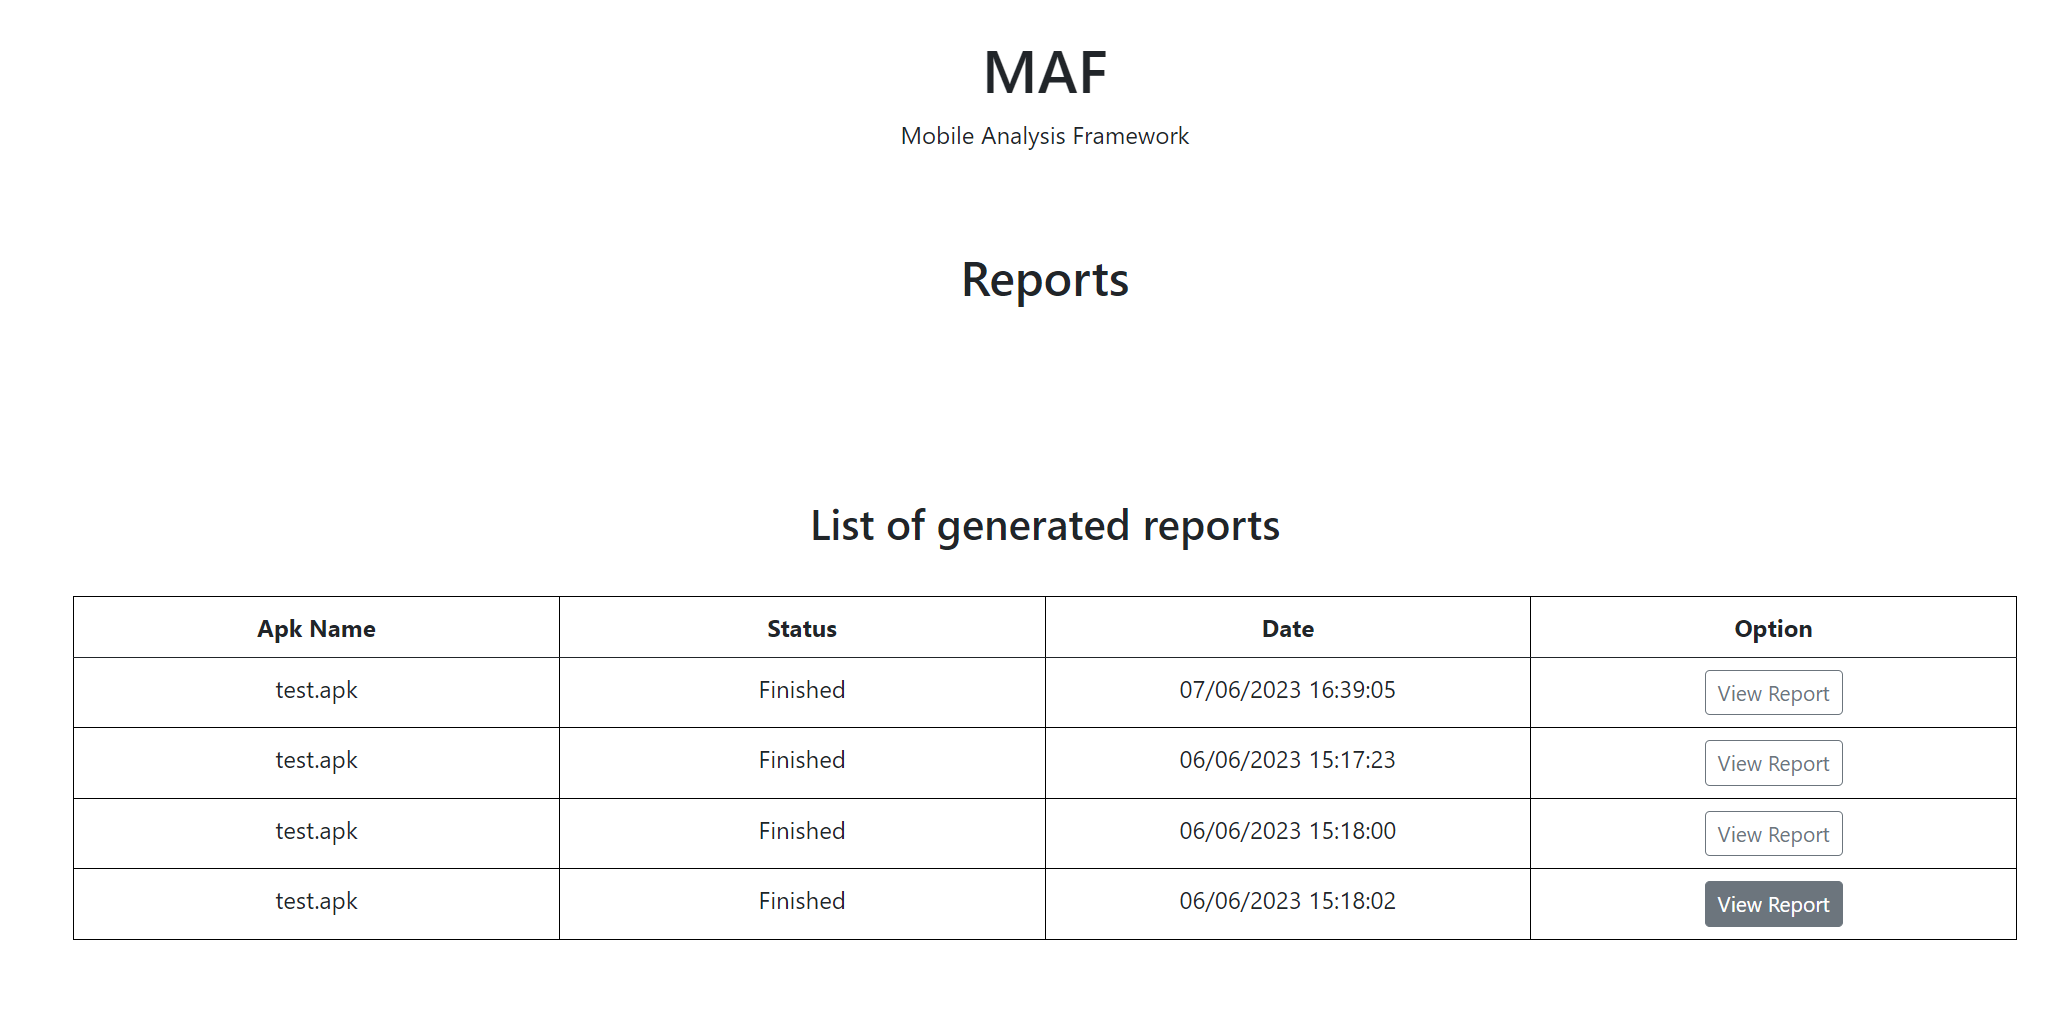 MAF
Mobile Analysis Framework
Reports
List of generated reports
Apk Name Status Date Option
test.apk Finished 07/06/2023 16:39:05 View Report
test.apk Finished 06/06/2023 15:17:23 View Report
test.apk Finished 06/06/2023 15:18:00 View Report
test.apk Finished 06/06/2023 15:18:02 View Report